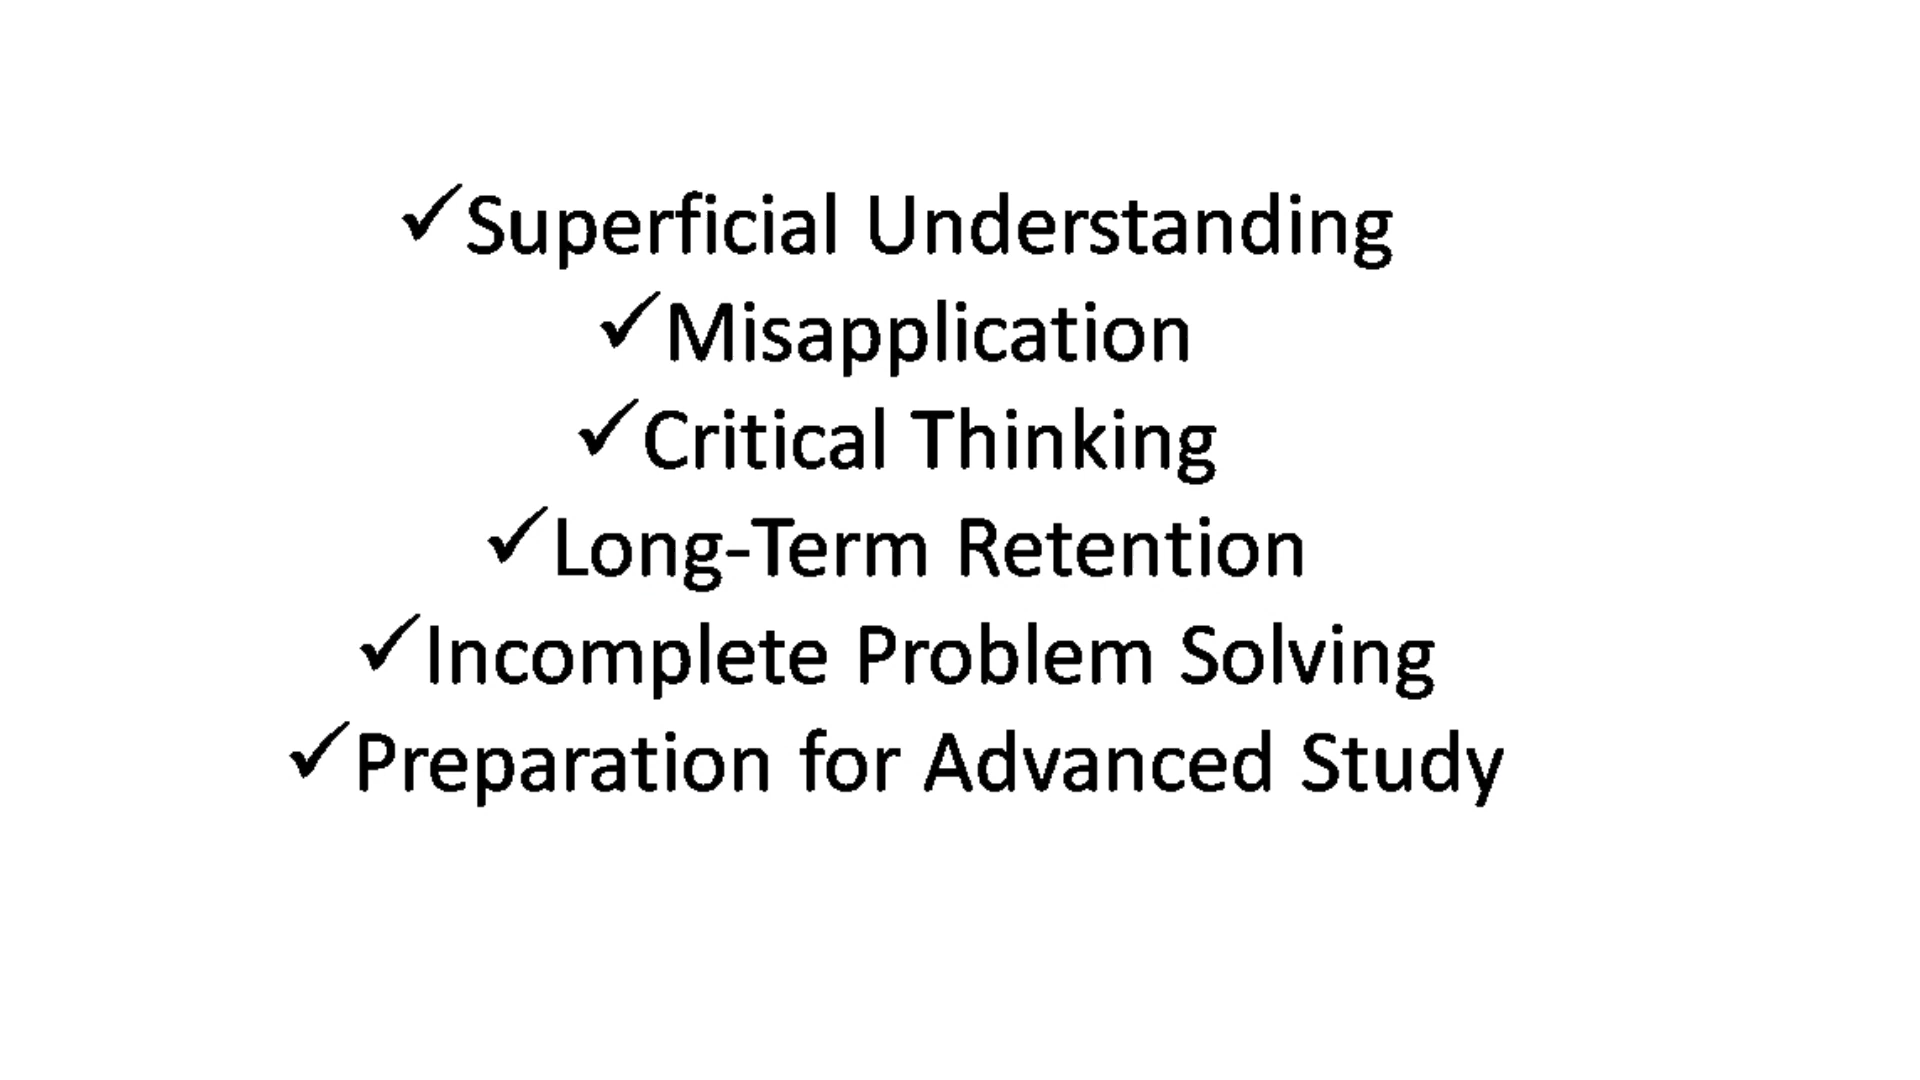 ✓Superficial Understanding
✓Misapplication
✓Critical Thinking
✓Long-Term Retention
✓Incomplete Problem Solving
✓Preparation for Advanced Study